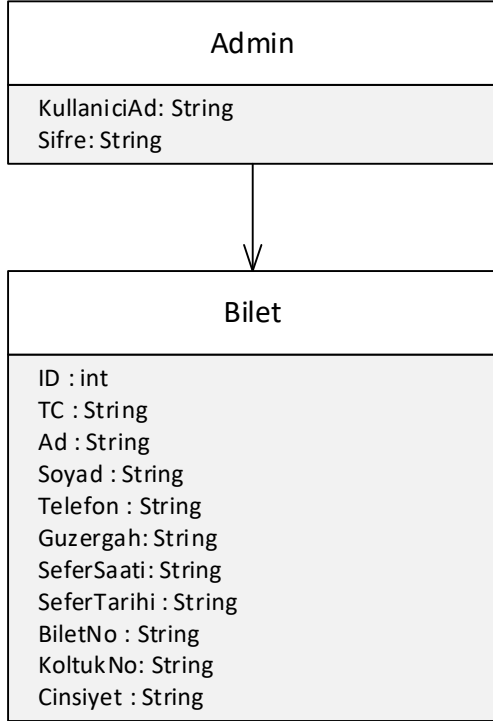 Admin
KullaniciAd: String
Sifre: String
Bilet
ID : int
TC : String
Ad : String
Soyad : String
Telefon : String
Guzergah: String
SeferSaati: String
SeferTarihi : String
BiletNo : String
KoltukNo: String
Cinsiyet : String